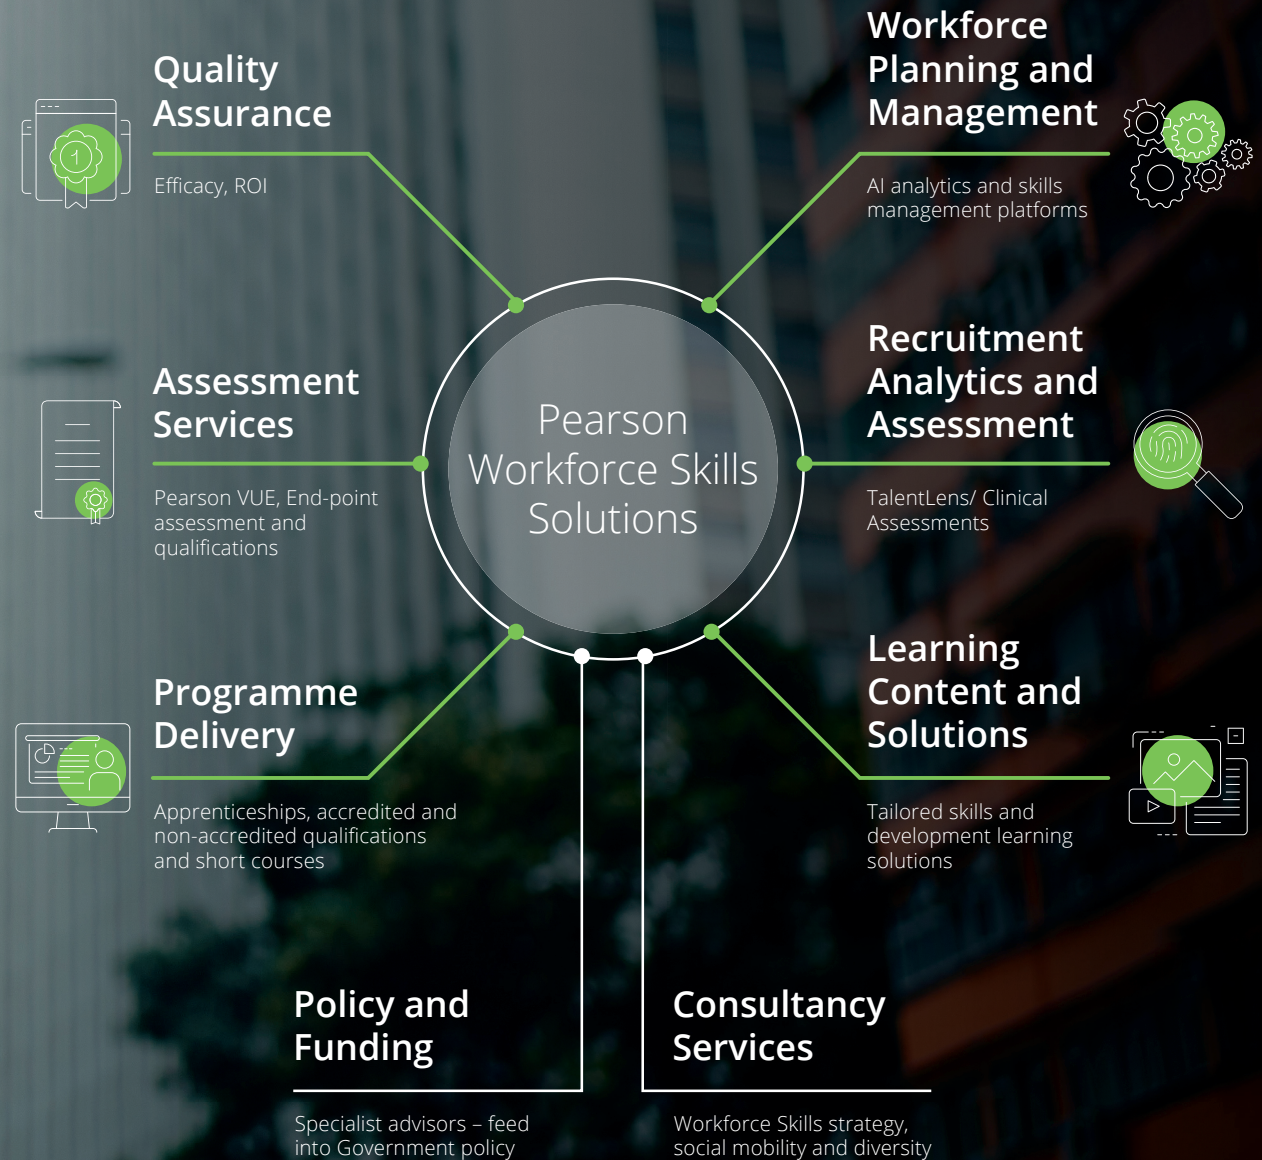 Quality
Assurance
Efficacy, ROI
Workforce
Planning and
Management
AI analytics and skills
management platforms
Assessment
Services
Pearson VUE, End-point
assessment and
qualifications
Pearson
Workforce Skills
Solutions
Recruitment
Analytics and
Assessment
TalentLens/ Clinical
Assessments
Programme
Delivery
Apprenticeships, accredited and
non-accredited qualifications
and short courses
Learning
Content and
Solutions
Tailored skills and
development learning
solutions
Policy and
Funding
Specialist advisors – feed
into Government policy
Consultancy
Services
Workforce Skills strategy,
social mobility and diversity
1